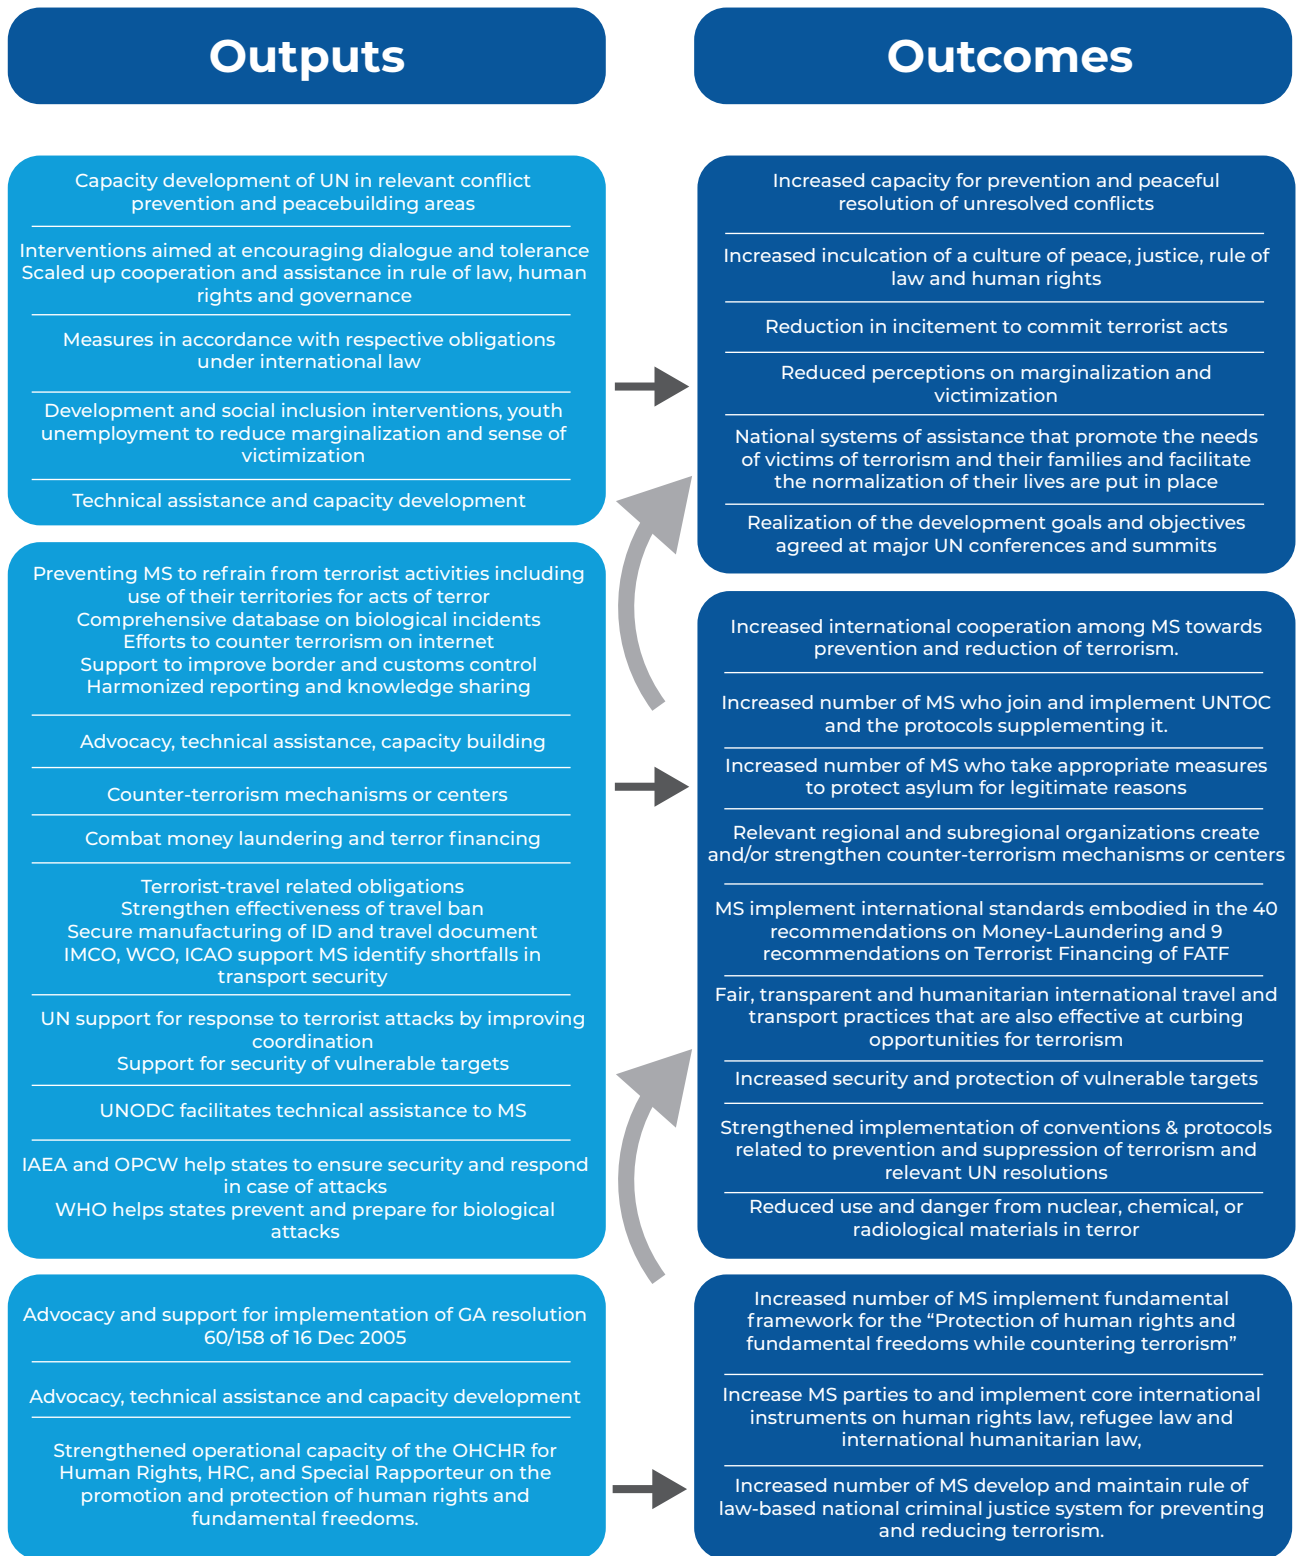 Outputs
Capacity development of UN in relevant conflict
prevention and peacebuilding areas
Interventions aimed at encouraging dialogue and tolerance
Scaled up cooperation and assistance in rule of law, human
rights and governance
Measures in accordance with respective obligations
under international law
Development and social inclusion interventions, youth
unemployment to reduce marginalization and sense of
victimization
Technical assistance and capacity development
Preventing MS to refrain from terrorist activities including
use of their territories for acts of terror
Comprehensive database on biological incidents
Efforts to counter terrorism on internet
Support to improve border and customs control
Harmonized reporting and knowledge sharing
Advocacy, technical assistance, capacity building
Counter-terrorism mechanisms or centers
Combat money laundering and terror financing
Terrorist-travel related obligations
Strengthen effectiveness of travel ban
Secure manufacturing of ID and travel document
IMCO, WCO, ICAO support MS identify shortfalls in
transport security
UN support for response to terrorist attacks by improving
coordination
Support for security of vulnerable targets
UNODC facilitates technical assistance to MS
IAEA and OPCW help states to ensure security and respond
in case of attacks
WHO helps states prevent and prepare for biological
attacks
Advocacy and support for implementation of GA resolution
60/158 of 16 Dec 2005
Advocacy, technical assistance and capacity development
Strengthened operational capacity of the OHCHR for
Human Rights, HRC, and Special Rapporteur on the
promotion and protection of human rights and
fundamental freedoms.
Outcomes
Increased capacity for prevention and peaceful
resolution of unresolved conflicts
Increased inculcation of a culture of peace, justice, rule of
law and human rights
Reduction in incitement to commit terrorist acts
Reduced perceptions on marginalization and
victimization
National systems of assistance that promote the needs
of victims of terrorism and their families and facilitate
the normalization of their lives are put in place
Realization of the development goals and objectives
agreed at major UN conferences and summits
Increased international cooperation among MS towards
prevention and reduction of terrorism.
Increased number of MS who join and implement UNTOC
and the protocols supplementing it.
Increased number of MS who take appropriate measures
to protect asylum for legitimate reasons
Relevant regional and subregional organizations create
and/or strengthen counter-terrorism mechanisms or centers
MS implement international standards embodied in the 40
recommendations on Money-Laundering and 9
recommendations on Terrorist Financing of FATF
Fair, transparent and humanitarian international travel and
transport practices that are also effective at curbing
opportunities for terrorism
Increased security and protection of vulnerable targets
Strengthened implementation of conventions & protocols
related to prevention and suppression of terrorism and
relevant UN resolutions
Reduced use and danger from nuclear, chemical, or
radiological materials in terror
Increased number of MS implement fundamental
framework for the “Protection of human rights and
fundamental freedoms while countering terrorism”
Increase MS parties to and implement core international
instruments on human rights law, refugee law and
international humanitarian law,
Increased number of MS develop and maintain rule of
law-based national criminal justice system for preventing
and reducing terrorism.